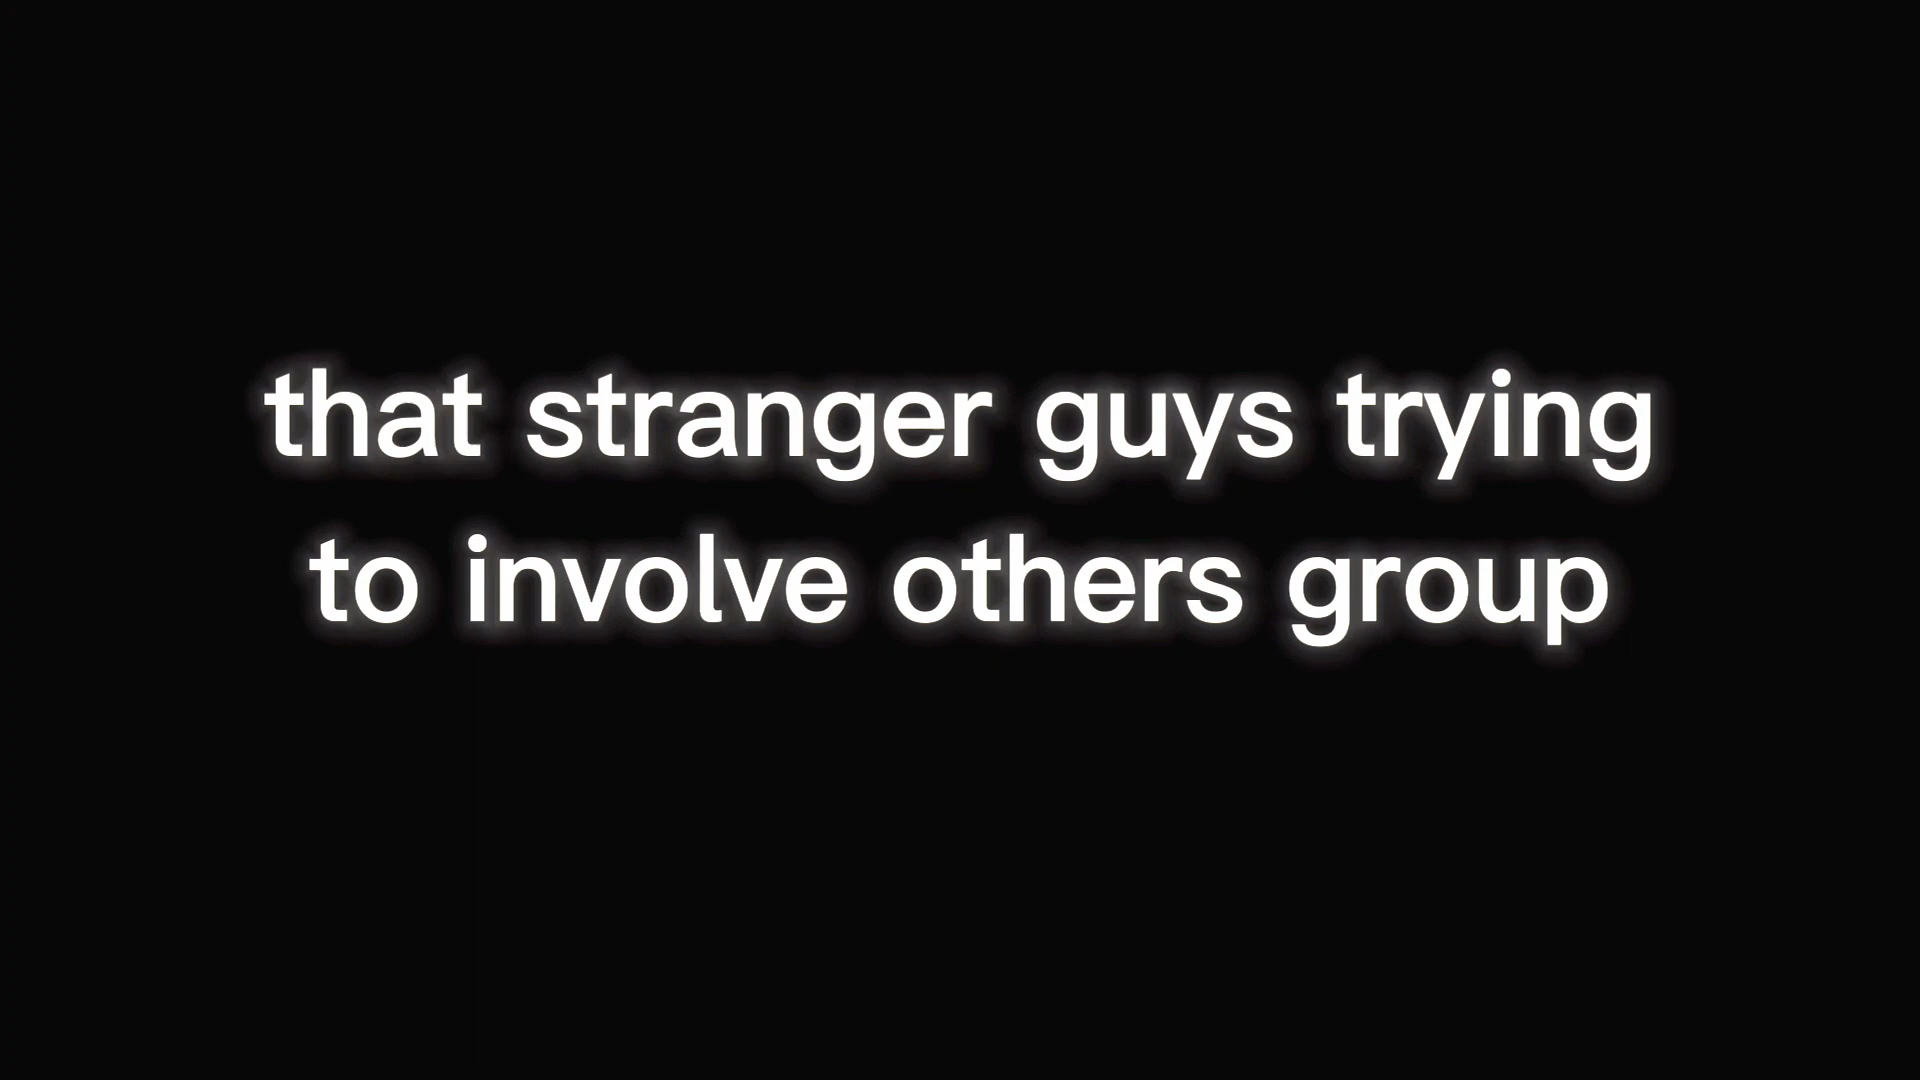 that stranger guys trying
to involve others group